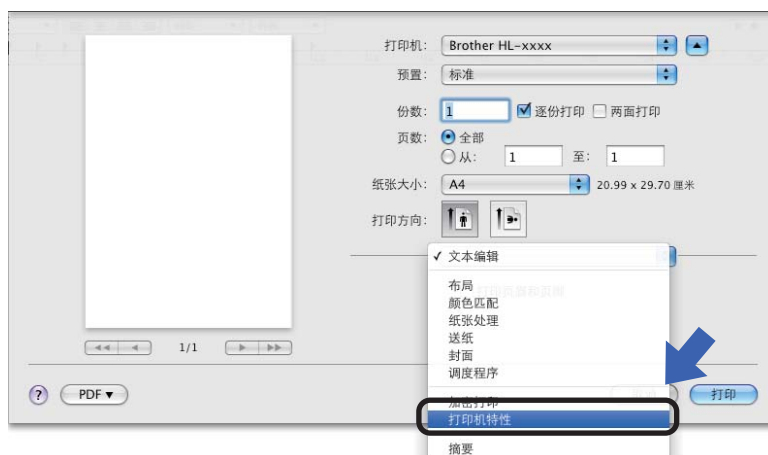 打印机: Brother HL-xxxx
预置: 标准
份数: 1 逐份打印 两面打印
页数: 全部
从: 1 至: 1
纸张大小: A4 20.99 x 29.70 厘米
打印方向:
✓ 文本编辑
布局
颜色匹配
纸张处理
送纸
封面
调度程序
加密打印
打印机特性
摘要
1/1
? PDF▼ 打印